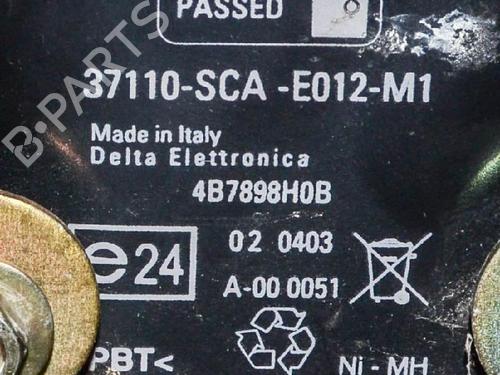 PASSED
37110-SCA -E012-M1
Made in Italy
Delta Elettronica
4B7898H0B
e24
02 0403
A-00 0051
PBT<
Ni - MH
B-PARTS